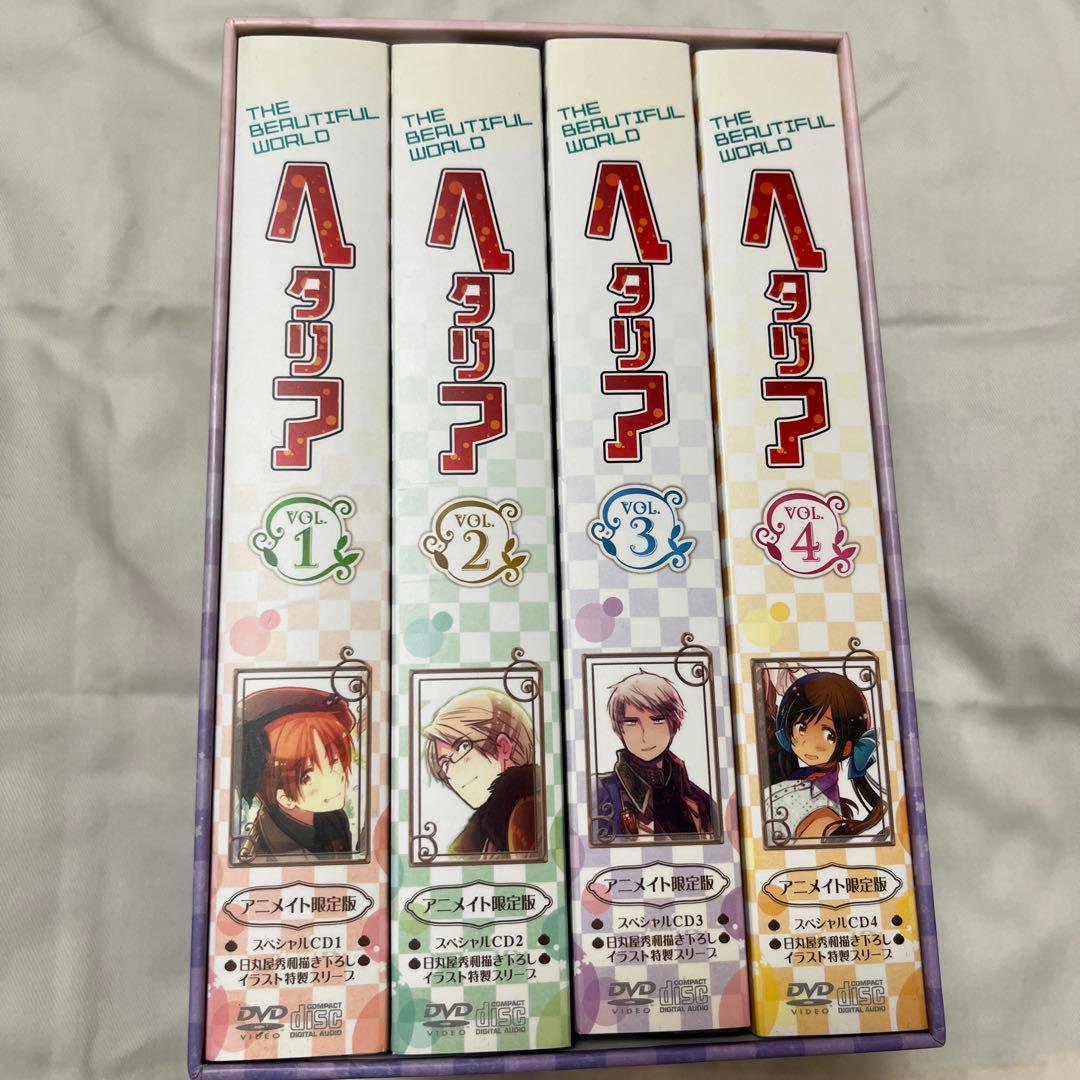 THE
BEAUTIFUL
WORLD
ヘタリア
VOL.
1
アニメイト限定版
スペシャルCD1
日丸屋秀和描き下ろし
イラスト特製スリーブ
DVD
VIDEO
COMPACT
disc
DIGITAL AUDIO
THE
BEAUTIFUL
WORLD
ヘタリア
VOL.
2
アニメイト限定版
スペシャルCD2
日丸屋秀和描き下ろし
イラスト特製スリーブ
DVD
VIDEO
COMPACT
disc
DIGITAL AUDIO
THE
BEAUTIFUL
WORLD
ヘタリア
VOL.
3
アニメイト限定版
スペシャルCD3
日丸屋秀和描き下ろし
イラスト特製スリーブ
DVD
VIDEO
COMPACT
disc
DIGITAL AUDIO
THE
BEAUTIFUL
WORLD
ヘタリア
VOL.
4
アニメイト限定版
スペシャルCD4
日丸屋秀和描き下ろし
イラスト特製スリーブ
DVD
VIDEO
COMPACT
disc
DIGITAL AUDIO